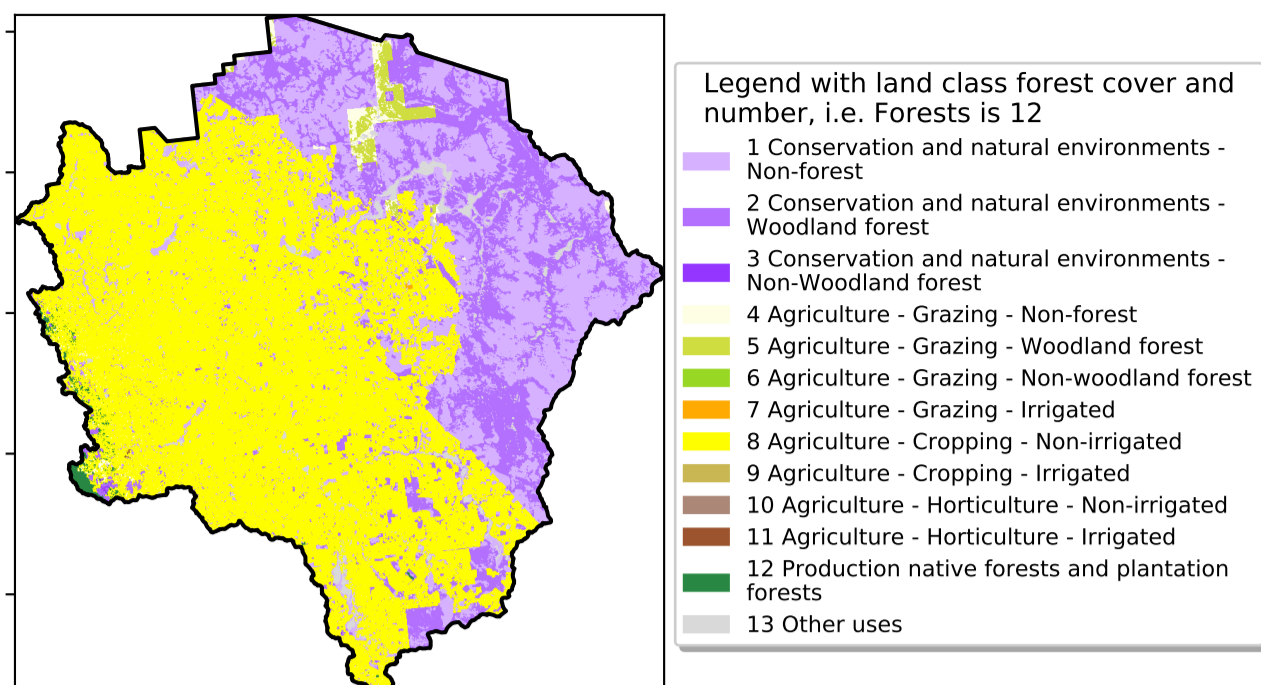 Legend with land class forest cover and
number, i.e. Forests is 12
1 Conservation and natural environments -
Non-forest
2 Conservation and natural environments -
Woodland forest
3 Conservation and natural environments -
Non-Woodland forest
4 Agriculture - Grazing - Non-forest
5 Agriculture - Grazing - Woodland forest
6 Agriculture - Grazing - Non-woodland forest
7 Agriculture - Grazing - Irrigated
8 Agriculture - Cropping - Non-irrigated
9 Agriculture - Cropping - Irrigated
10 Agriculture - Horticulture - Non-irrigated
11 Agriculture - Horticulture - Irrigated
12 Production native forests and plantation
forests
13 Other uses